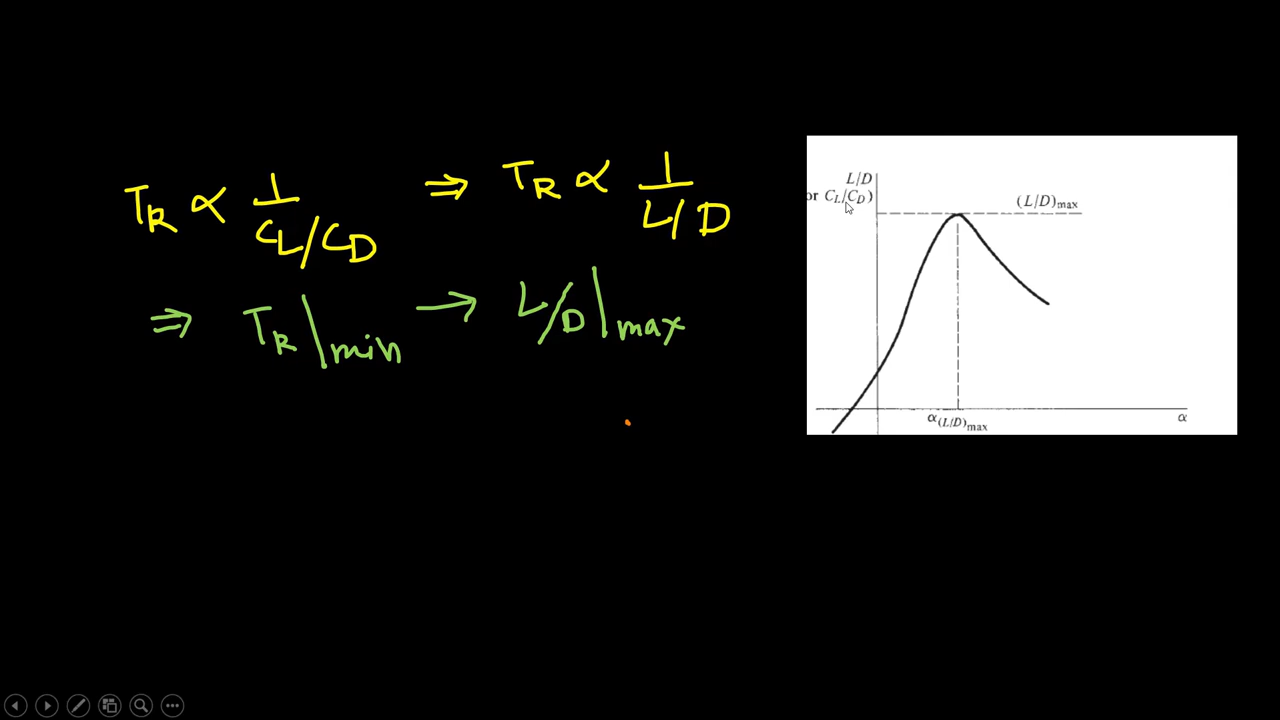 T_R ∝ 1/(C_L/C_D) ⇒ T_R ∝ 1/(L/D)
⇒ T_R|min → L/D|max
L/D
or C_L/C_D)
(L/D)max
α(L/D)max
α